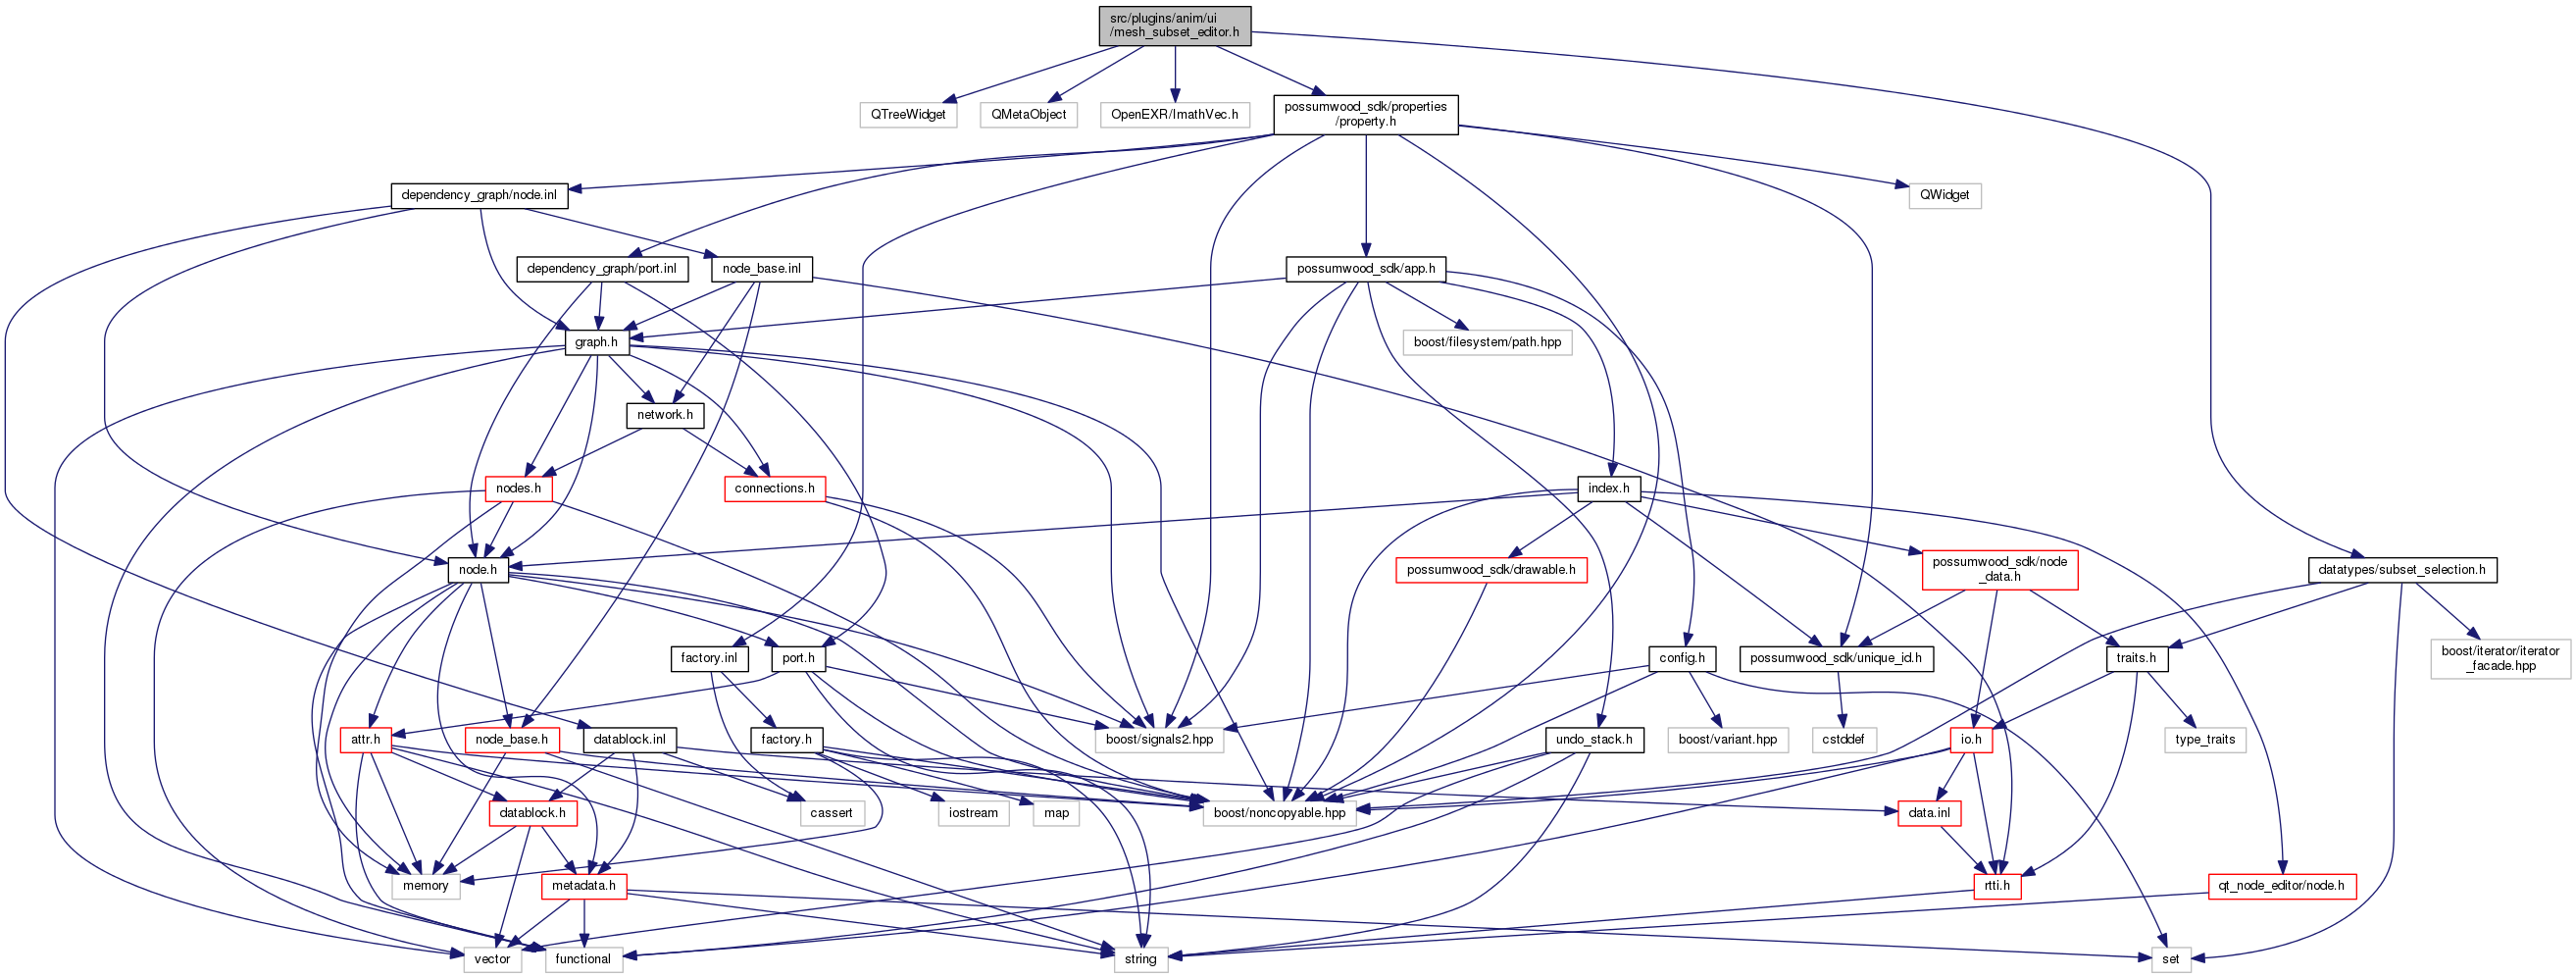 src/plugins/anim/ui
/mesh_subset_editor.h
QTreeWidget
QMetaObject
OpenEXR/ImathVec.h
possumwood_sdk/properties
/property.h
dependency_graph/node.inl
QWidget
dependency_graph/port.inl
node_base.inl
possumwood_sdk/app.h
graph.h
boost/filesystem/path.hpp
network.h
nodes.h
connections.h
index.h
node.h
possumwood_sdk/drawable.h
possumwood_sdk/node
_data.h
datatypes/subset_selection.h
factory.inl
port.h
config.h
possumwood_sdk/unique_id.h
traits.h
boost/iterator/iterator
_facade.hpp
attr.h
node_base.h
datablock.inl
factory.h
boost/signals2.hpp
undo_stack.h
boost/variant.hpp
cstddef
io.h
type_traits
datablock.h
cassert
iostream
map
boost/noncopyable.hpp
data.inl
memory
metadata.h
rtti.h
qt_node_editor/node.h
vector
functional
string
set